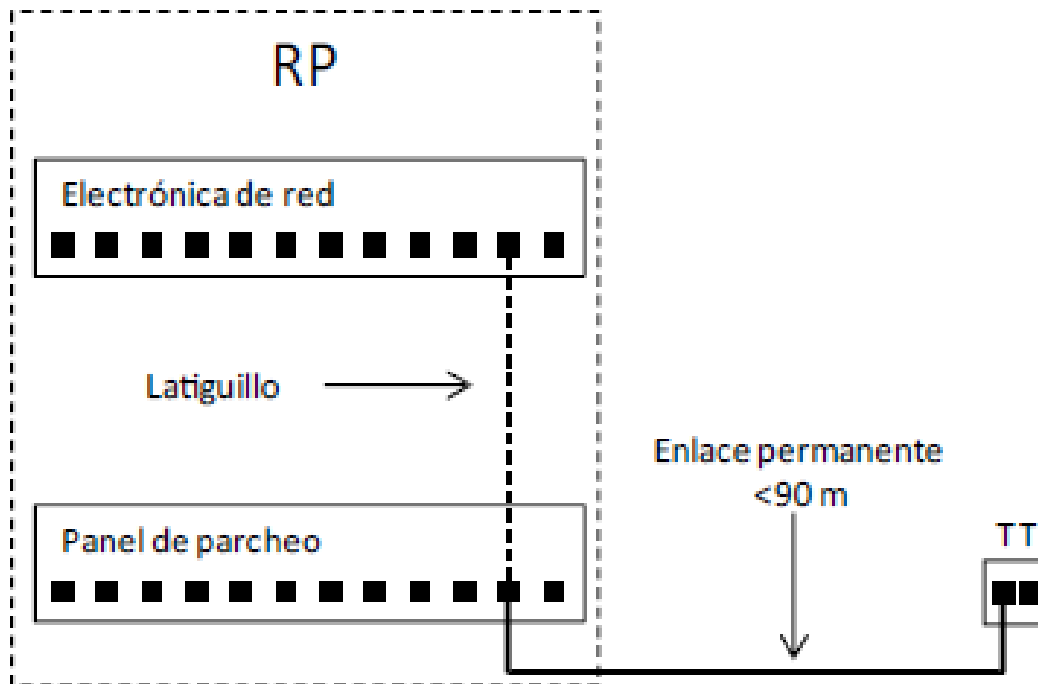 RP
Electrónica de red
Latiguillo
Enlace permanente
<90 m
Panel de parcheo
TT